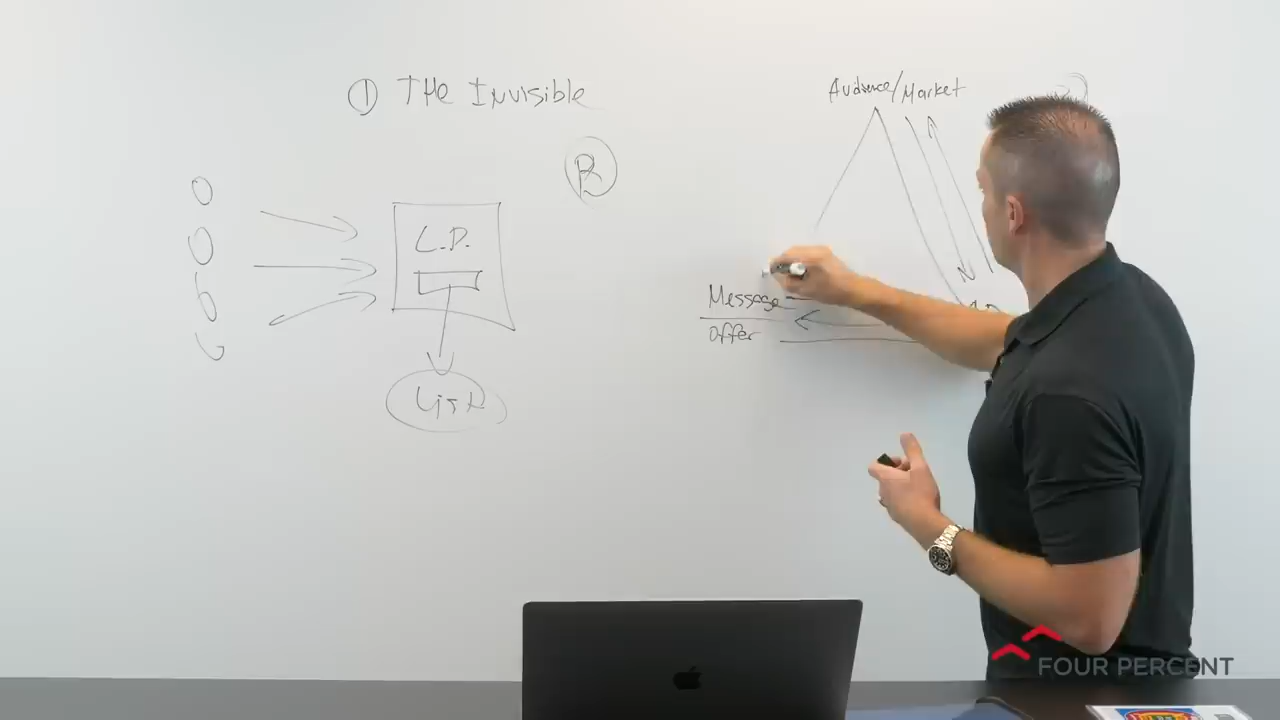 ① THE INVISIBLE
R
L.P.
List
Audience/Market
Message
offer
FOUR PERCENT